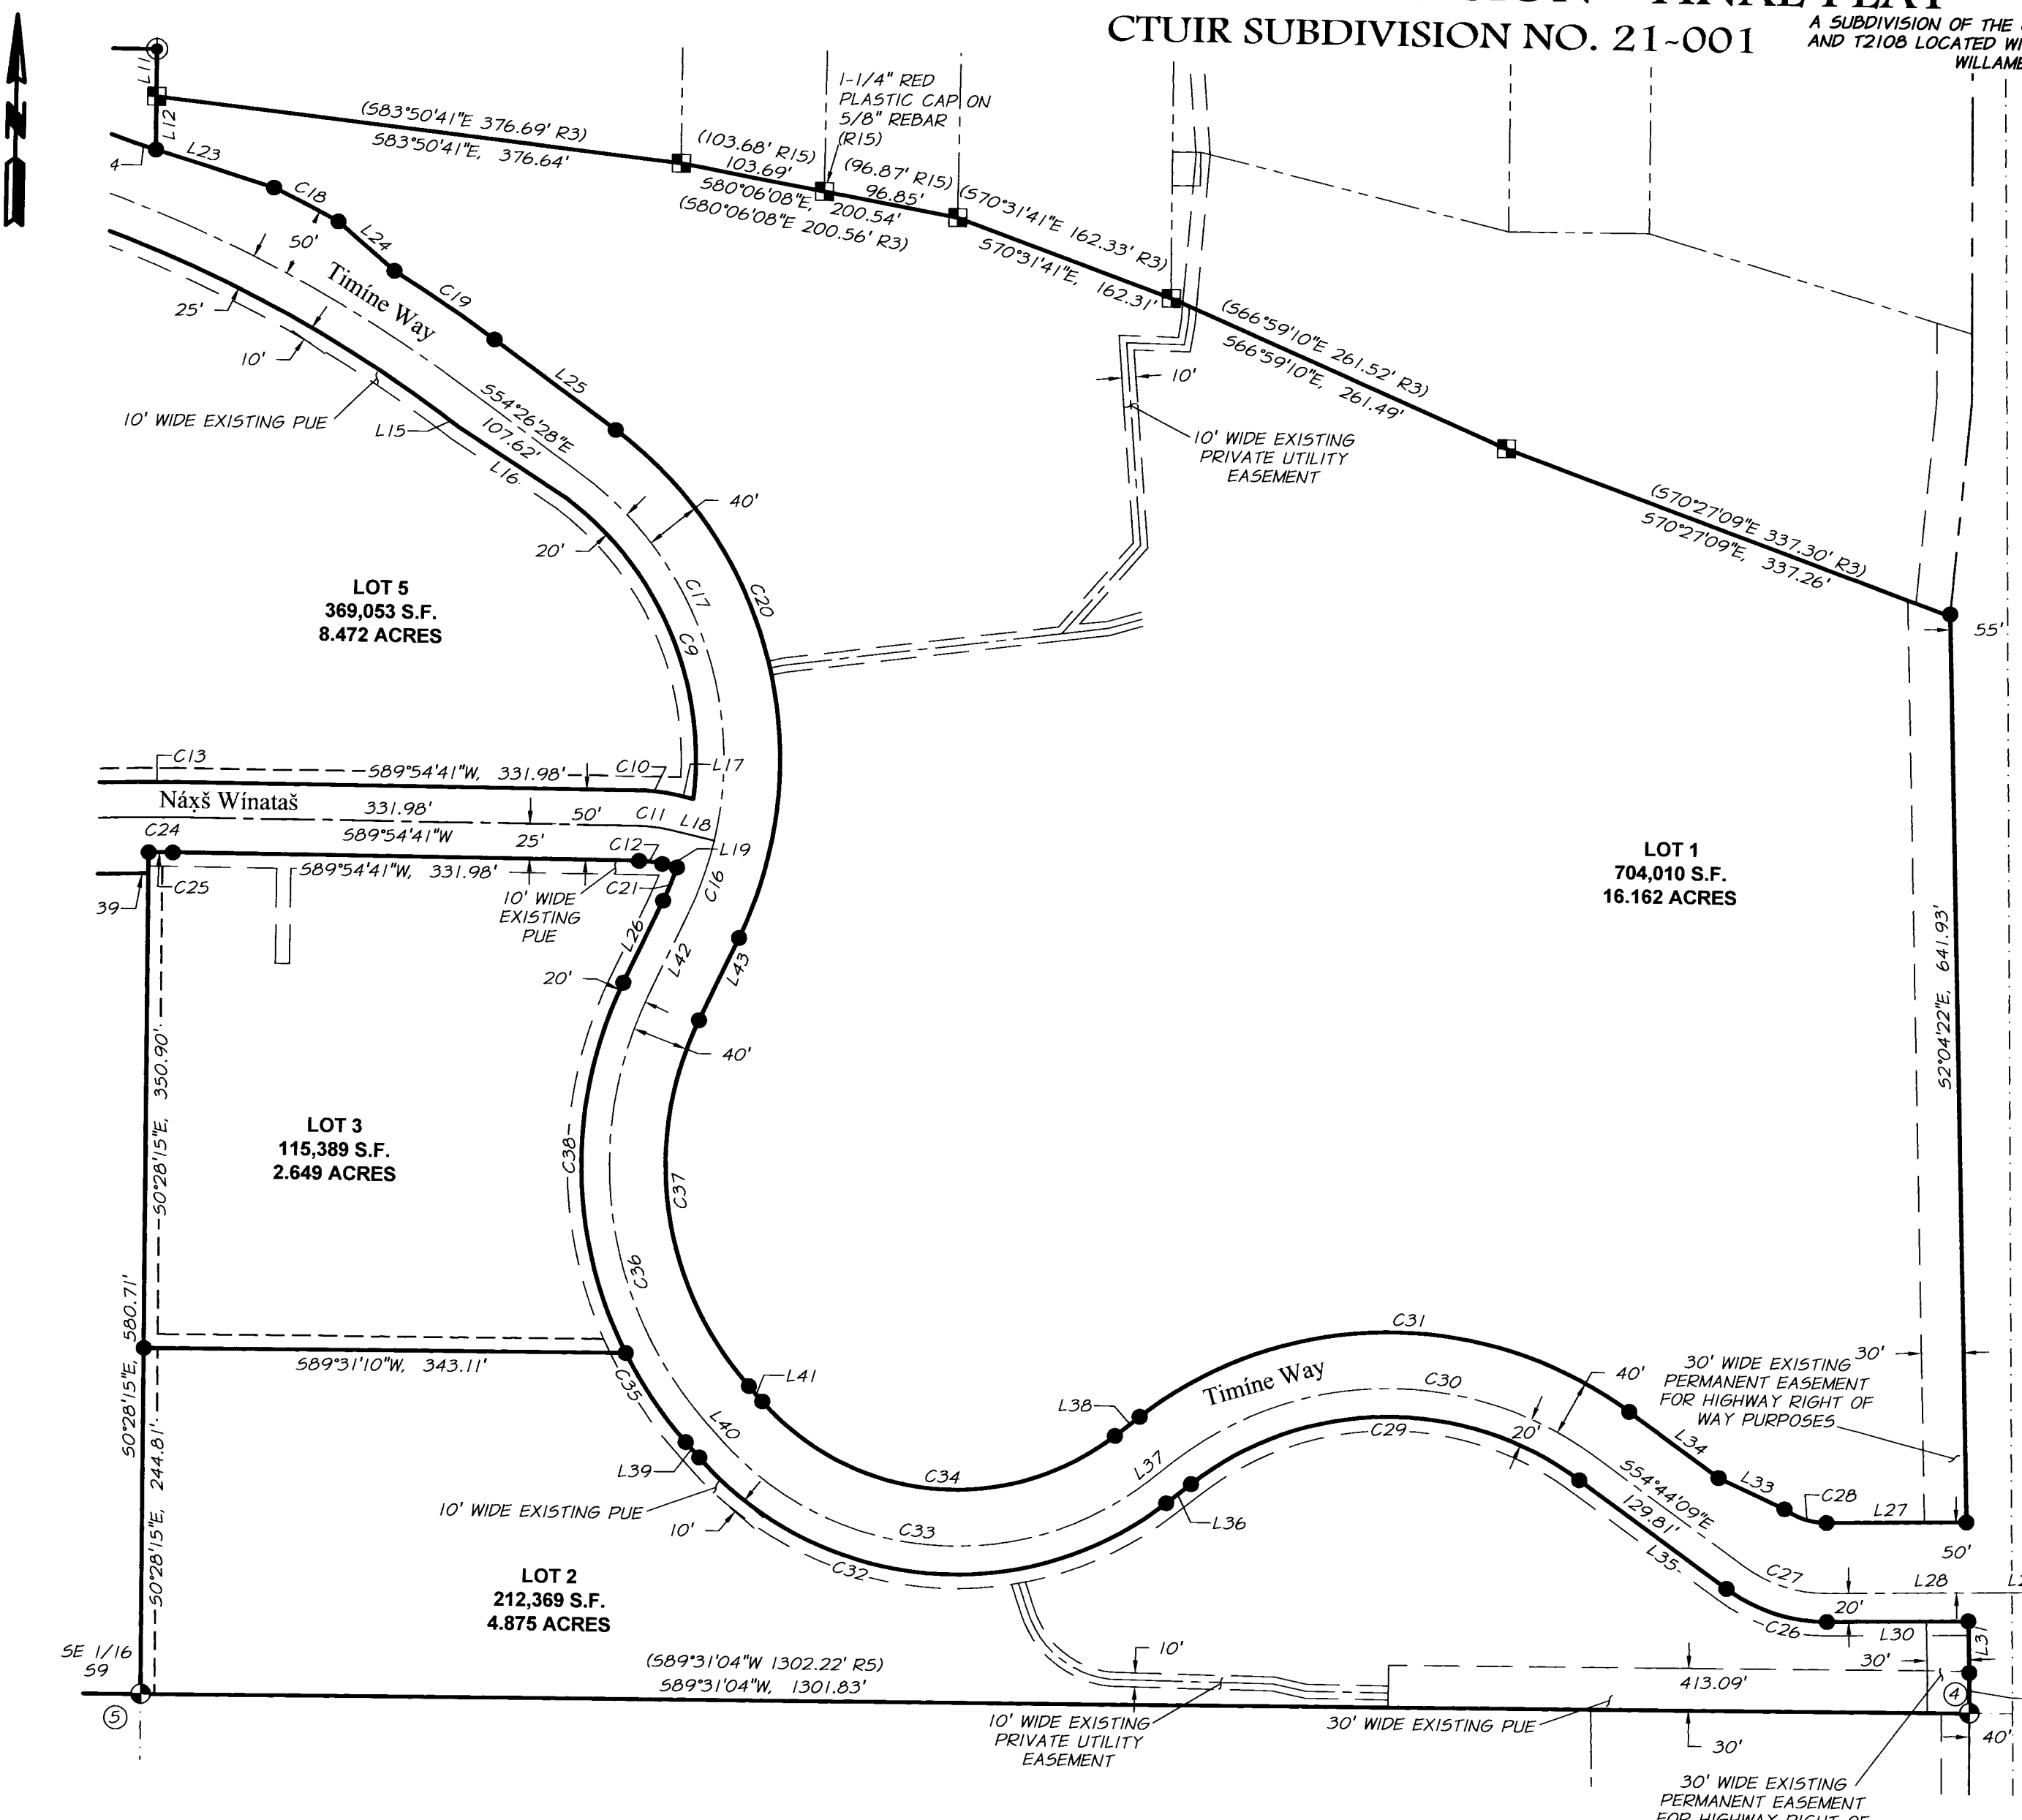 CTUIR SUBDIVISION NO. 21-001
A SUBDIVISION OF THE
AND T2108 LOCATED
N
L11
L12
4
L23
C18
50'
L24
C19
L25
(S83°50'41"E 376.69' R3)
S83°50'41"E, 376.64'
1-1/4" RED
PLASTIC CAP ON
5/8" REBAR
(R15)
(103.68' R15)
103.69'
(96.87' R15)
96.85'
S80°06'08"E, 200.54'
(S80°06'08"E 200.56' R3)
(S70°31'41"E 162.33' R3)
S70°31'41"E, 162.31'
(S66°59'10"E 261.52' R3)
S66°59'10"E, 261.49'
(S70°27'09"E 337.30' R3)
S70°27'09"E, 337.26'
55'
Timíne Way
25'
10'
10' WIDE EXISTING PUE
L15
L16
S54°26'28"E
107.62'
40'
20'
C17
C20
C9
10'
10' WIDE EXISTING
PRIVATE UTILITY
EASEMENT
LOT 5
369,053 S.F.
8.472 ACRES
C13
S89°54'41"W, 331.98'
C10
L17
Náx̣š Wínataš
331.98'
50'
C11
L18
C24
S89°54'41"W
25'
C12
L19
S89°54'41"W, 331.98'
C25
39
C21
C16
10' WIDE
EXISTING
PUE
L26
L42
L43
20'
40'
LOT 1
704,010 S.F.
16.162 ACRES
S2°04'22"E, 641.93'
S0°28'15"E, 350.90'
LOT 3
115,389 S.F.
2.649 ACRES
C38
C37
C36
S0°28'15"E, 580.71'
S89°31'10"W, 343.11'
C35
L41
L40
L39
10' WIDE EXISTING PUE
10'
S0°28'15"E, 244.81'
C34
C33
C32
L38
L37
L36
Timíne Way
C31
C30
C29
40'
20'
30' WIDE EXISTING
PERMANENT EASEMENT
FOR HIGHWAY RIGHT OF
WAY PURPOSES
30'
L34
L33
C28
L27
S54°44'09"E
129.81'
L35
50'
C27
L28
20'
C26
L30
L31
30'
LOT 2
212,369 S.F.
4.875 ACRES
SE 1/16
S9
5
(S89°31'04"W 1302.22' R5)
S89°31'04"W, 1301.83'
10'
413.09'
4
10' WIDE EXISTING
PRIVATE UTILITY
EASEMENT
30' WIDE EXISTING PUE
30'
40'
30' WIDE EXISTING
PERMANENT EASEMENT
FOR HIGHWAY RIGHT OF